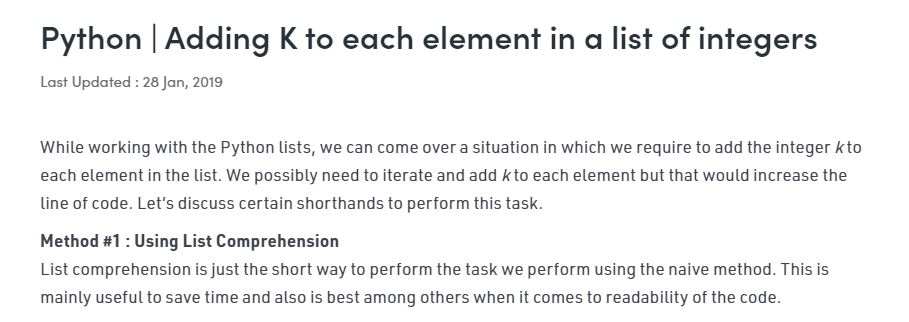 Python | Adding K to each element in a list of integers
Last Updated : 28 Jan, 2019
While working with the Python lists, we can come over a situation in which we require to add the integer k to
each element in the list. We possibly need to iterate and add k to each element but that would increase the
line of code. Let's discuss certain shorthands to perform this task.
Method #1 : Using List Comprehension
List comprehension is just the short way to perform the task we perform using the naive method. This is
mainly useful to save time and also is best among others when it comes to readability of the code.